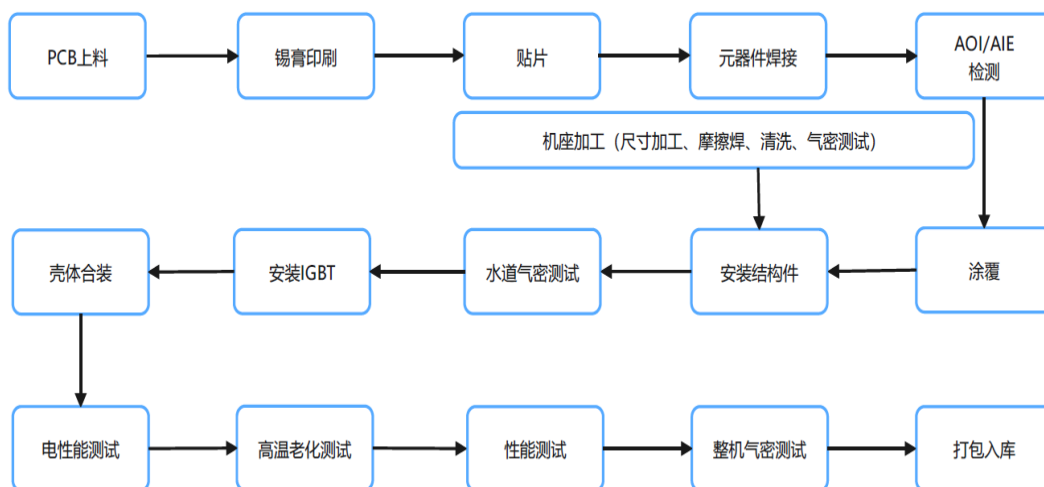 PCB上料
锡膏印刷
贴片
元器件焊接
AOI/AIE
检测
机座加工（尺寸加工、摩擦焊、清洗、气密测试）
壳体合装
安装IGBT
水道气密测试
安装结构件
涂覆
电性能测试
高温老化测试
性能测试
整机气密测试
打包入库